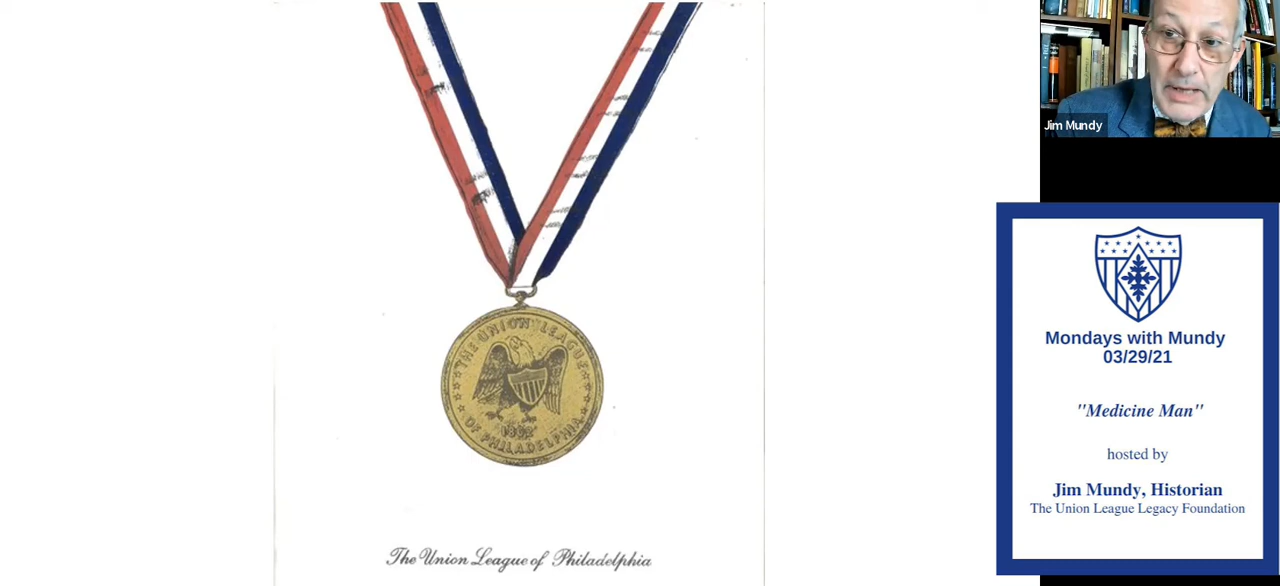 THE UNION LEAGUE
OF PHILADELPHIA
1862
The Union League of Philadelphia
Jim Mundy
Mondays with Mundy
03/29/21
"Medicine Man"
hosted by
Jim Mundy, Historian
The Union League Legacy Foundation